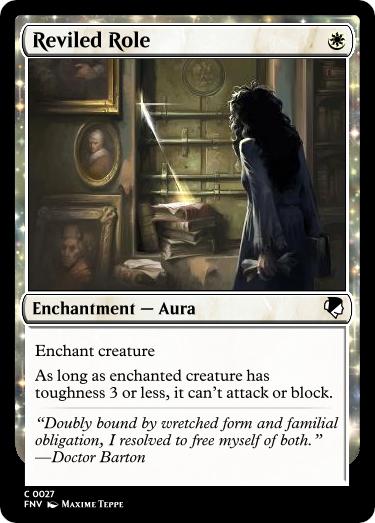 Reviled Role
Enchantment — Aura
Enchant creature
As long as enchanted creature has
toughness 3 or less, it can't attack or block.
“Doubly bound by wretched form and familial
obligation, I resolved to free myself of both.”
—Doctor Barton
C 0027
FNV Maxime Teppe